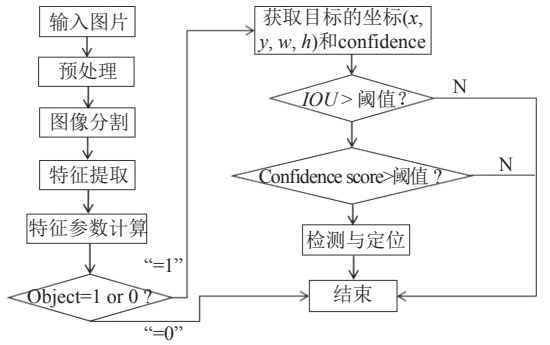 输入图片
预处理
图像分割
特征提取
特征参数计算
Object=1 or 0 ?
“=1”
“=0”
获取目标的坐标(x,
y, w, h)和confidence
IOU > 阈值?
N
Confidence score>阈值 ?
N
检测与定位
结束